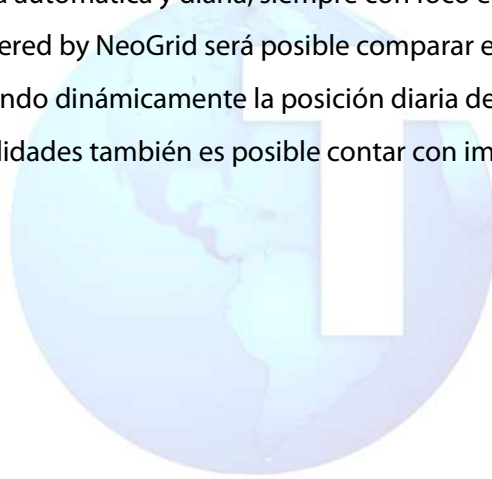 automática y diaria, siempre con foco
ered by NeoGrid será posible comparar e
ndo dinámicamente la posición diaria de
lidades también es posible contar con im
T